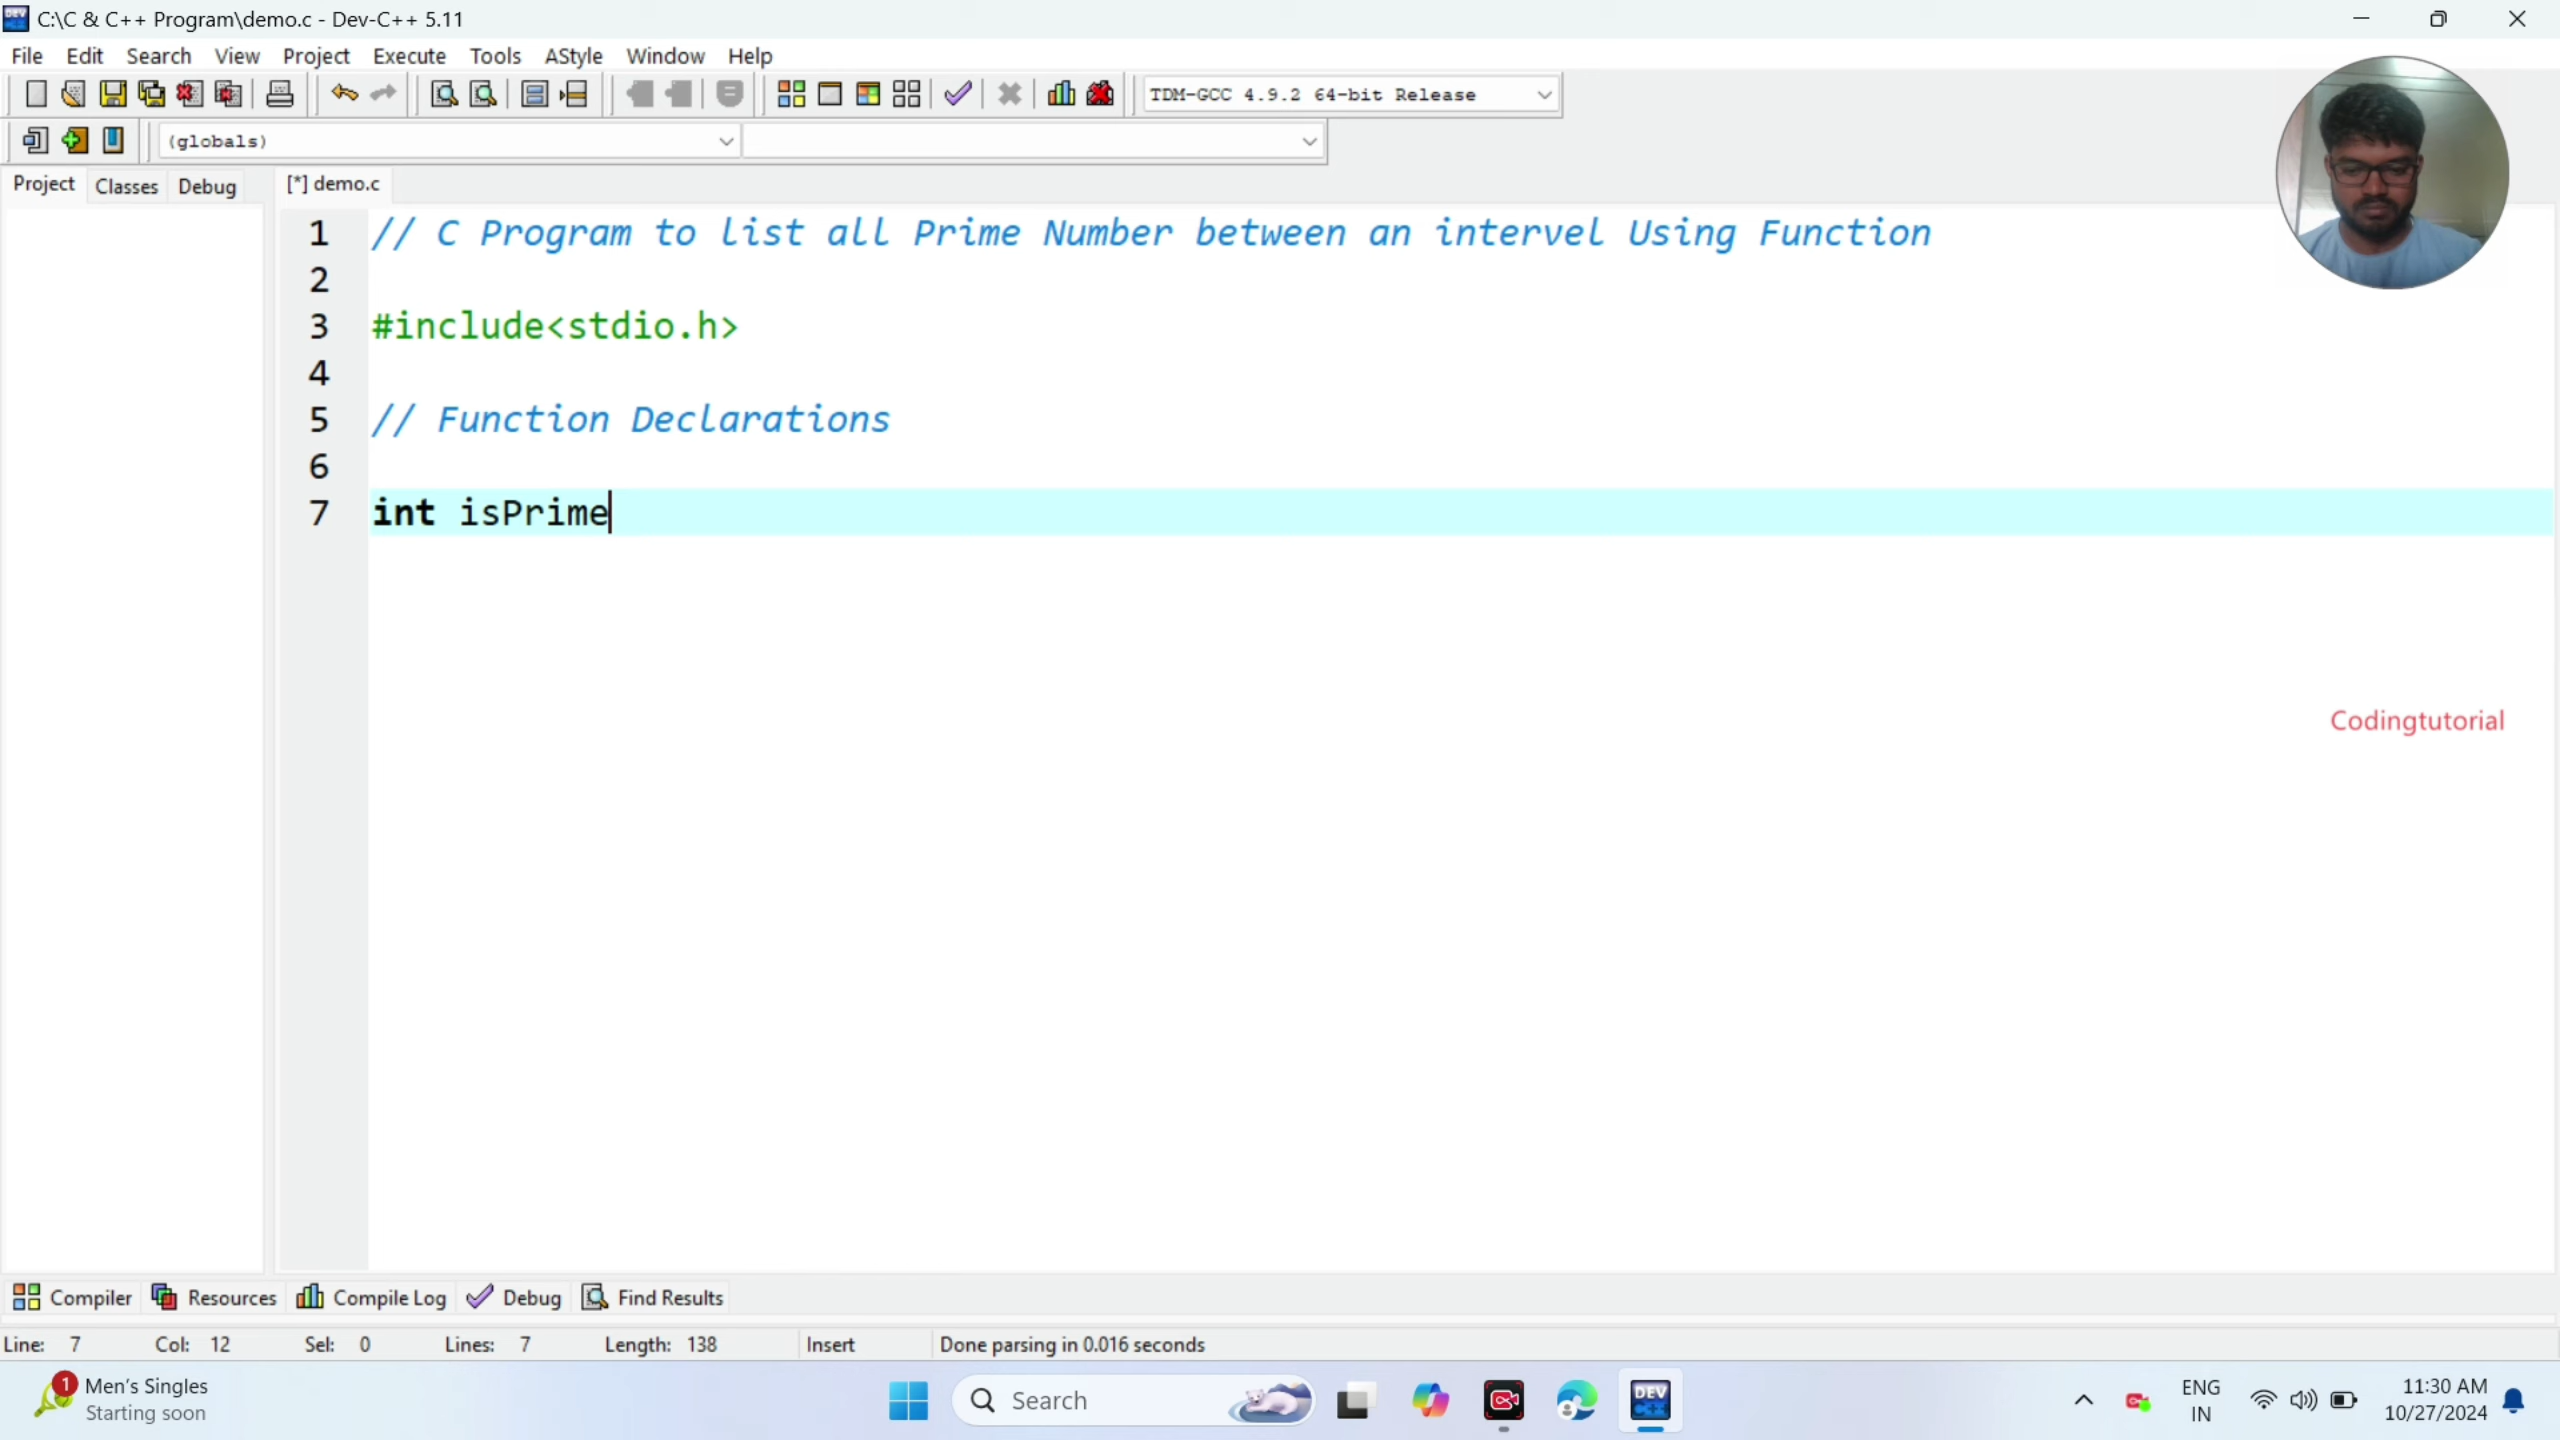 C:\C & C++ Program\demo.c - Dev-C++ 5.11
File Edit Search View Project Execute Tools AStyle Window Help
TDM-GCC 4.9.2 64-bit Release
(globals)
Project Classes Debug [*] demo.c
1 // C Program to list all Prime Number between an intervel Using Function
2
3 #include<stdio.h>
4
5 // Function Declarations
6
7 int isPrime
Codingtutorial
Compiler Resources Compile Log Debug Find Results
Line: 7 Col: 12 Sel: 0 Lines: 7 Length: 138 Insert Done parsing in 0.016 seconds
1 Men's Singles
Starting soon
Search
DEV C++
ENG
IN
11:30 AM
10/27/2024